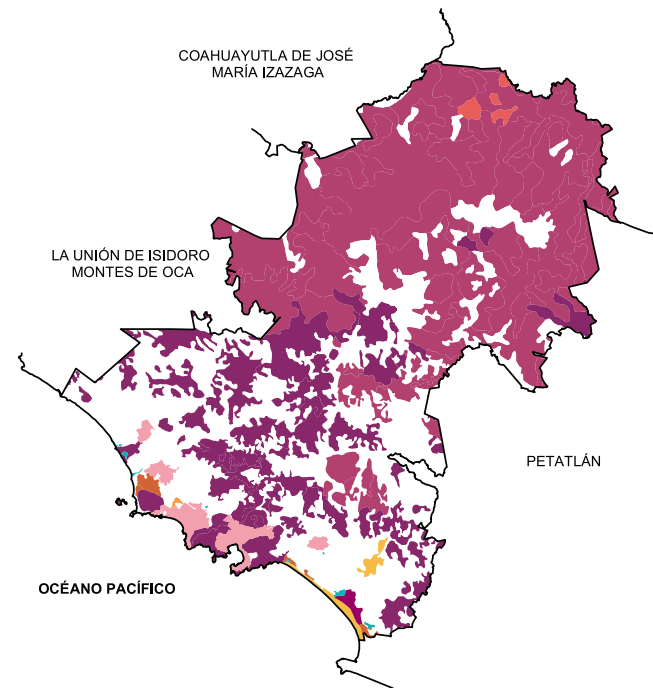 COAHUAYUTLA DE JOSÉ
MARÍA IZAZAGA
LA UNIÓN DE ISIDORO
MONTES DE OCA
PETATLÁN
OCÉANO PACÍFICO